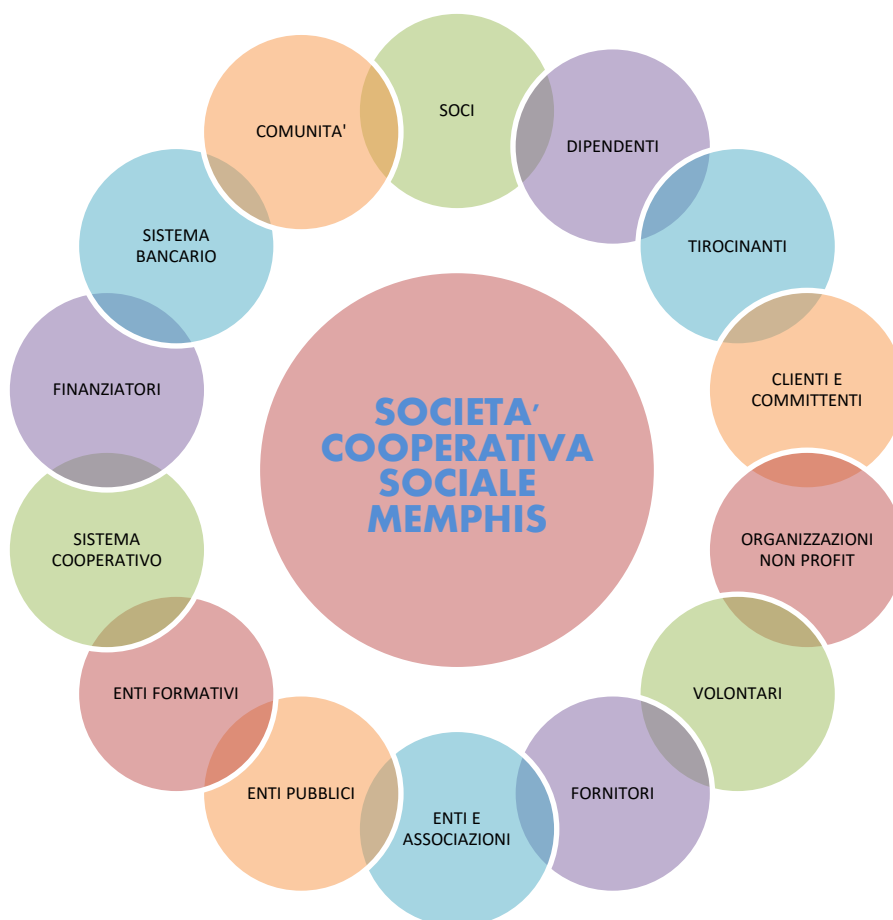 SOCI
DIPENDENTI
TIROCINANTI
CLIENTI E
COMMITTENTI
ORGANIZZAZIONI
NON PROFIT
VOLONTARI
FORNITORI
ENTI E
ASSOCIAZIONI
ENTI PUBBLICI
ENTI FORMATIVI
SISTEMA
COOPERATIVO
FINANZIATORI
SISTEMA
BANCARIO
COMUNITA'
SOCIETA'
COOPERATIVA
SOCIALE
MEMPHIS